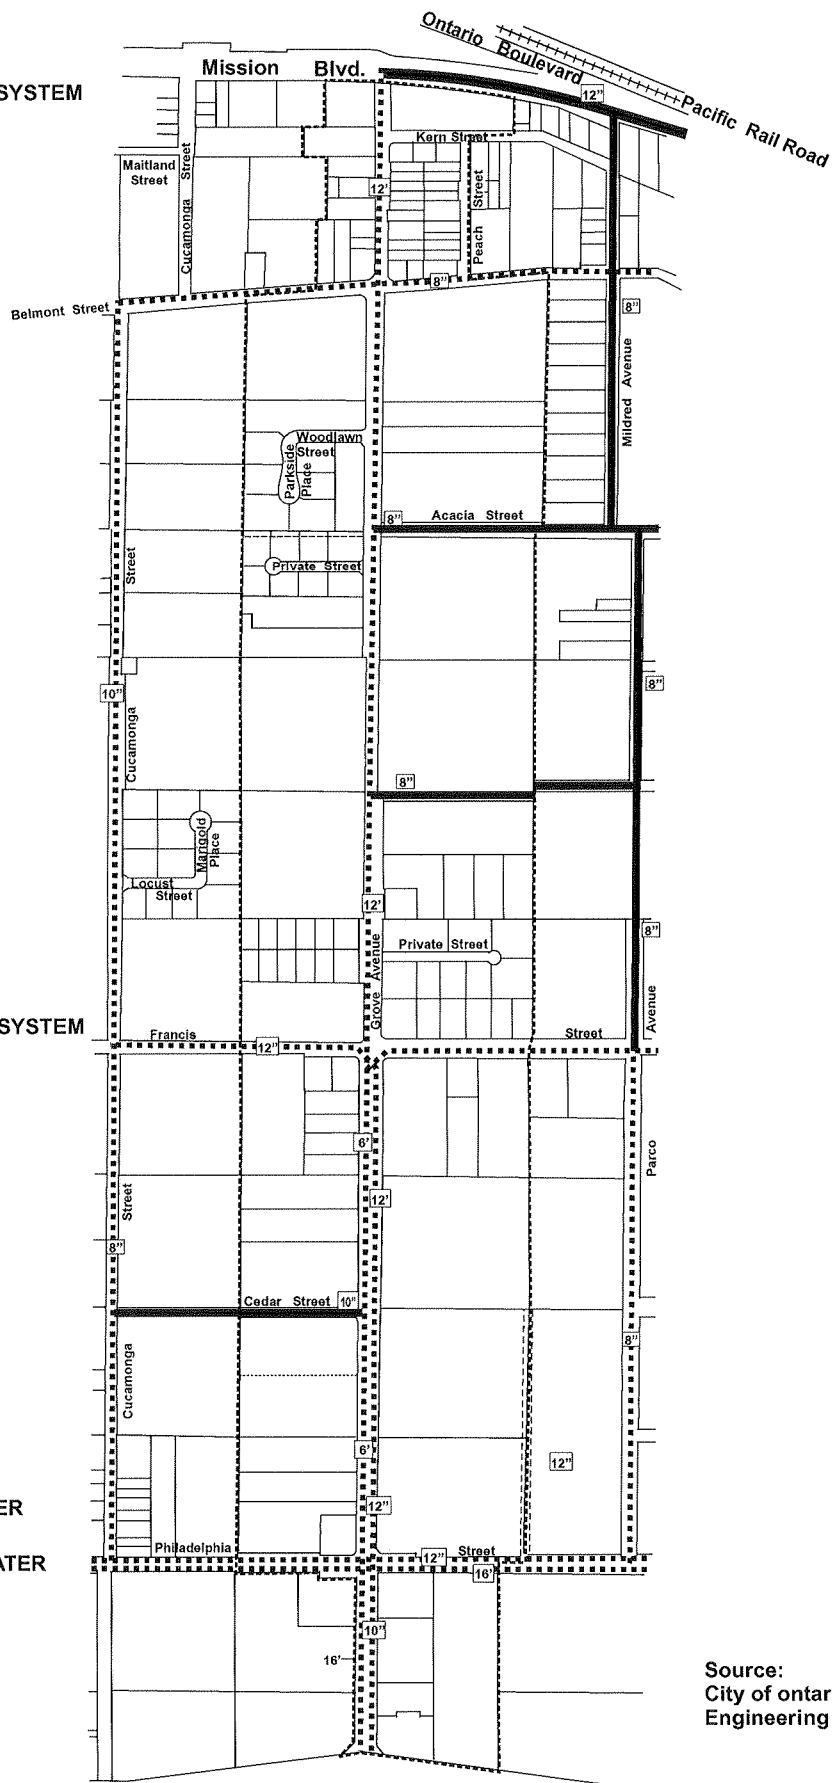 Ontario Boulevard
Pacific Rail Road
Mission Blvd.
SYSTEM
12"
Kern Street
Maitland
Street
Cucamonga Street
12'
Peach Street
8"
Belmont Street
8"
Mildred Avenue
Woodlawn
Street
Parkside
Place
8"
Acacia Street
Street
Private Street
10"
8"
Cucamonga
8"
Marigold
Place
Locust
Street
12'
8"
Grove Avenue
Private Street
Avenue
SYSTEM
Francis
Street
12"
6'
Parco
12'
Street
8"
Cedar Street
10"
8"
Cucamonga
6'
12"
12"
ER
Philadelphia
Street
12"
ATER
16'
10"
16'
Source:
City of ontar
Engineering